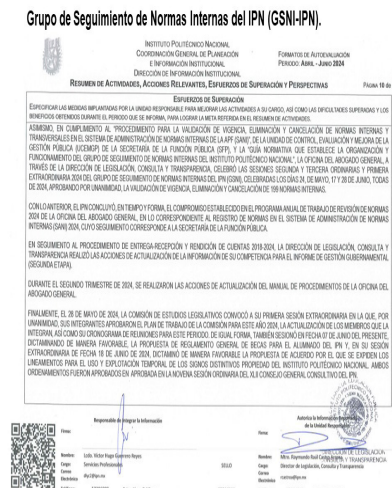 Grupo de Seguimiento de Normas Internas del IPN (GSNI-IPN).
INSTITUTO POLITÉCNICO NACIONAL
COORDINACIÓN GENERAL DE PLANEACIÓN
E INFORMACIÓN INSTITUCIONAL
DIRECCIÓN DE INFORMACIÓN INSTITUCIONAL
FORMATOS DE AUTOEVALUACIÓN
PERIODO: ABRIL - JUNIO 2024
RESUMEN DE ACTIVIDADES, ACCIONES RELEVANTES, ESFUERZOS DE SUPERACIÓN Y PERSPECTIVAS
PÁGINA 10 de
ESFUERZOS DE SUPERACIÓN
ESPECIFICAR LAS MEDIDAS IMPLANTADAS POR LA UNIDAD RESPONSABLE PARA MEJORAR LAS ACTIVIDADES A SU CARGO, ASÍ COMO LAS DIFICULTADES SUPERADAS Y LOS
BENEFICIOS OBTENIDOS DURANTE EL PERIODO QUE SE INFORMA, PARA LOGRAR LA META REFERIDA EN EL RESUMEN DE ACTIVIDADES.
ASIMISMO, EN CUMPLIMIENTO AL "PROCEDIMIENTO PARA LA VALIDACIÓN DE VIGENCIA, ELIMINACIÓN Y CANCELACIÓN DE NORMAS INTERNAS Y
TRANSVERSALES EN EL SISTEMA DE ADMINISTRACIÓN DE NORMAS INTERNAS DE LA APF (SANI)", DE LA UNIDAD DE CONTROL, EVALUACIÓN Y MEJORA DE LA
GESTIÓN PÚBLICA (UCEMGP) DE LA SECRETARÍA DE LA FUNCIÓN PÚBLICA (SFP), Y LA "GUÍA NORMATIVA QUE ESTABLECE LA ORGANIZACIÓN Y
FUNCIONAMIENTO DEL GRUPO DE SEGUIMIENTO DE NORMAS INTERNAS DEL INSTITUTO POLITÉCNICO NACIONAL", LA OFICINA DEL ABOGADO GENERAL, A
TRAVÉS DE LA DIRECCIÓN DE LEGISLACIÓN, CONSULTA Y TRANSPARENCIA, CELEBRÓ LAS SESIONES SEGUNDA Y TERCERA ORDINARIAS Y PRIMERA
EXTRAORDINARIA 2024 DEL GRUPO DE SEGUIMIENTO DE NORMAS INTERNAS DEL IPN (GSNI), CELEBRADAS LOS DÍAS 24 DE MAYO, 17 Y 28 DE JUNIO, TODAS
DE 2024, APROBANDO POR UNANIMIDAD, LA VALIDACIÓN DE VIGENCIA, ELIMINACIÓN Y CANCELACIÓN DE 199 NORMAS INTERNAS.
CON LO ANTERIOR, EL IPN CONCLUYÓ, EN TIEMPO Y FORMA, EL COMPROMISO ESTABLECIDO EN EL PROGRAMA ANUAL DE TRABAJO DE REVISIÓN DE NORMAS
2024 DE LA OFICINA DEL ABOGADO GENERAL, EN LO CORRESPONDIENTE AL REGISTRO DE NORMAS EN EL SISTEMA DE ADMINISTRACIÓN DE NORMAS
INTERNAS (SANI) 2024, CUYO SEGUIMIENTO CORRESPONDE A LA SECRETARÍA DE LA FUNCIÓN PÚBLICA.
EN SEGUIMIENTO AL PROCEDIMIENTO DE ENTREGA-RECEPCIÓN Y RENDICIÓN DE CUENTAS 2018-2024, LA DIRECCIÓN DE LEGISLACIÓN, CONSULTA Y
TRANSPARENCIA REALIZÓ LAS ACCIONES DE ACTUALIZACIÓN DE LA INFORMACIÓN DE SU COMPETENCIA PARA EL INFORME DE GESTIÓN GUBERNAMENTAL
(SEGUNDA ETAPA).
DURANTE EL SEGUNDO TRIMESTRE DE 2024, SE REALIZARON LAS ACCIONES DE ACTUALIZACIÓN DEL MANUAL DE PROCEDIMIENTOS DE LA OFICINA DEL
ABOGADO GENERAL.
FINALMENTE, EL 28 DE MAYO DE 2024, LA COMISIÓN DE ESTUDIOS LEGISLATIVOS CONVOCÓ A SU PRIMERA SESIÓN EXTRAORDINARIA EN LA QUE, POR
UNANIMIDAD, SUS INTEGRANTES APROBARON EL PLAN DE TRABAJO DE LA COMISIÓN PARA ESTE AÑO 2024, LA ACTUALIZACIÓN DE LOS MIEMBROS QUE LA
INTEGRAN, ASÍ COMO SU CRONOGRAMA DE REUNIONES PARA ESTE PERIODO, DE IGUAL FORMA, TAMBIÉN SESIONÓ EN FECHA 07 DE JUNIO DEL PRESENTE,
DICTAMINANDO DE MANERA FAVORABLE, LA PROPUESTA DE REGLAMENTO GENERAL DE BECAS PARA EL ALUMNADO DEL IPN Y, EN SU SESIÓN
EXTRAORDINARIA DE FECHA 18 DE JUNIO DE 2024, DICTAMINÓ DE MANERA FAVORABLE LA PROPUESTA DE ACUERDO POR EL QUE SE EXPIDEN LOS
LINEAMIENTOS PARA EL USO Y EXPLOTACIÓN TEMPORAL DE LOS SIGNOS DISTINTIVOS PROPIEDAD DEL INSTITUTO POLITÉCNICO NACIONAL, AMBOS
ORDENAMIENTOS FUERON APROBADOS EN APROBADA EN LA NOVENA SESIÓN ORDINARIA DEL XLII CONSEJO GENERAL CONSULTIVO DEL IPN.
Responsable de Integrar la Información
Autoriza la Información
de la Unidad Responsable
Firma:
Firma:
Nombre Lcdo. Víctor Hugo Guerrero Reyes
Nombre Mtro. Raymundo
Cargo Servicios Profesionales
SELLO
Cargo Director de Legislación, Consulta y Transparencia
Correo
Electrónico
Correo
Electrónico
Teléfono
Teléfono
DIRECCIÓN DE LEGISLACIÓN
CONSULTA Y TRANSPARENCIA